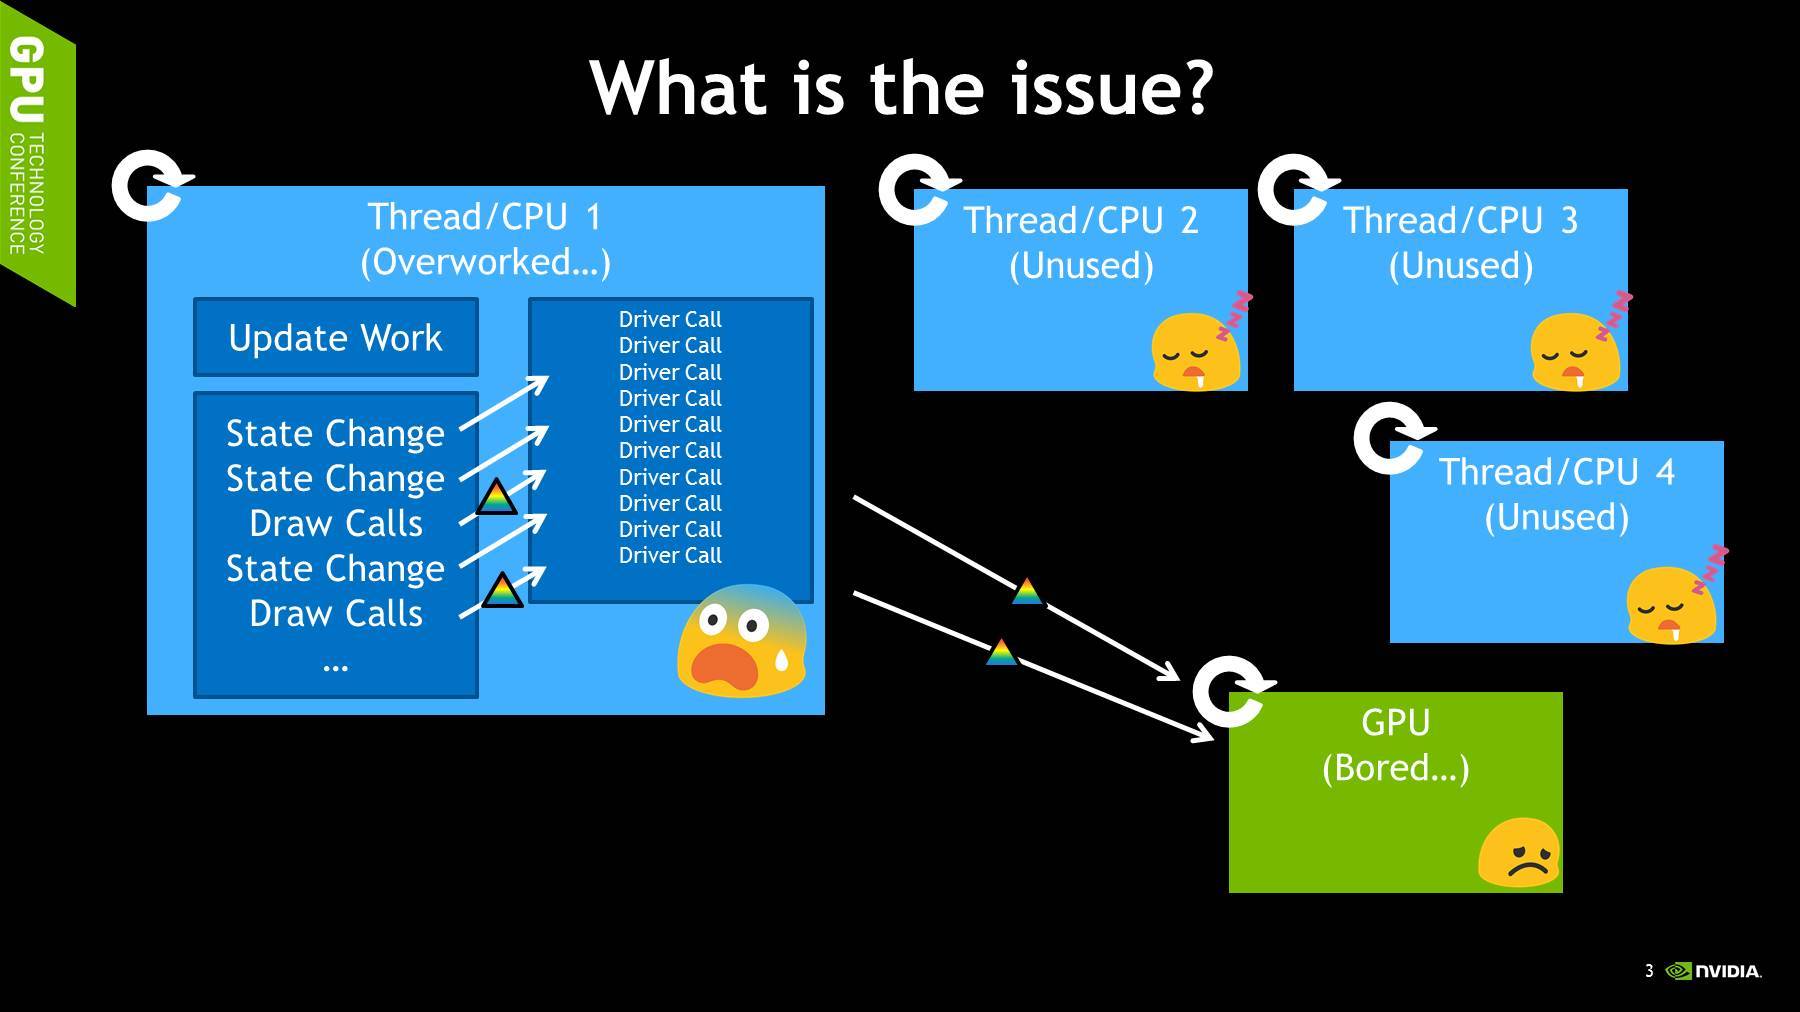 GPU
TECHNOLOGY
CONFERENCE
What is the issue?
Thread/CPU 1
(Overworked…)
Update Work
State Change
State Change
Draw Calls
State Change
Draw Calls
…
Driver Call
Driver Call
Driver Call
Driver Call
Driver Call
Driver Call
Driver Call
Driver Call
Driver Call
Driver Call
Thread/CPU 2
(Unused)
zzzz
Thread/CPU 3
(Unused)
zzzz
Thread/CPU 4
(Unused)
zzzz
GPU
(Bored…)
3
NVIDIA.